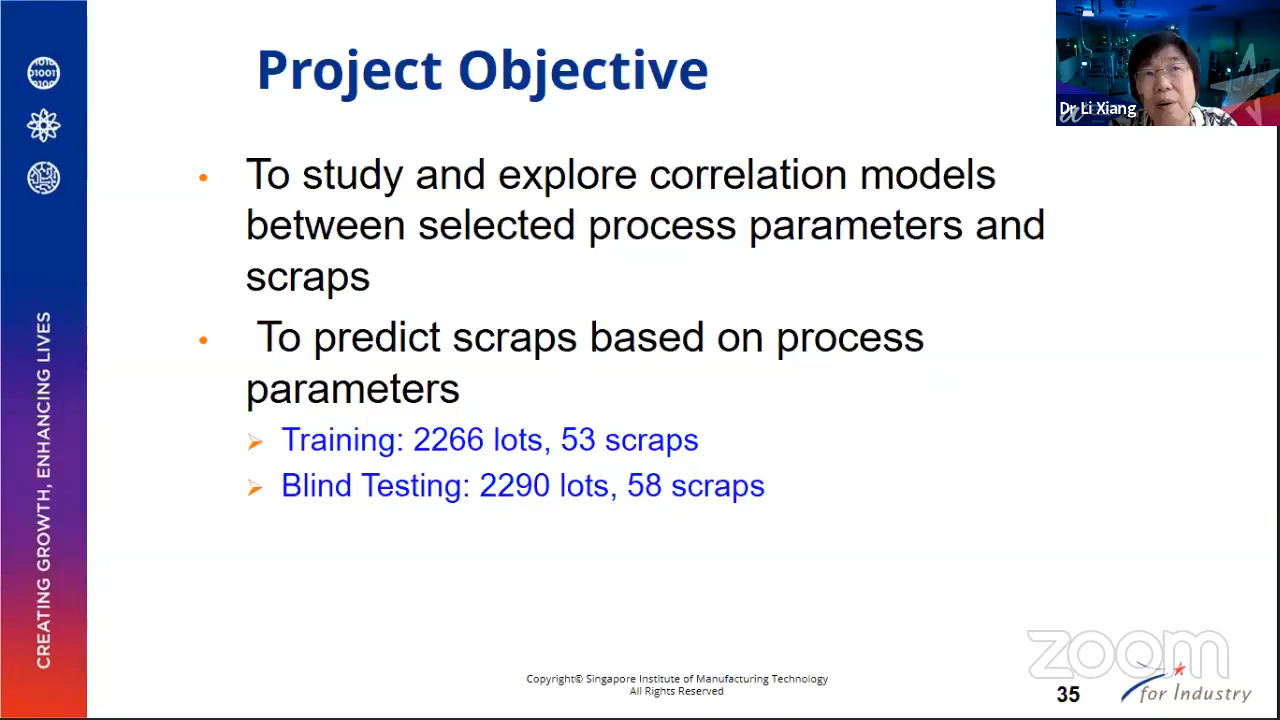 Project Objective
Dr Li Xiang
• To study and explore correlation models
between selected process parameters and
scraps
• To predict scraps based on process
parameters
➢ Training: 2266 lots, 53 scraps
➢ Blind Testing: 2290 lots, 58 scraps
CREATING GROWTH, ENHANCING LIVES
Copyright© Singapore Institute of Manufacturing Technology
All Rights Reserved
zoom
35
for Industry